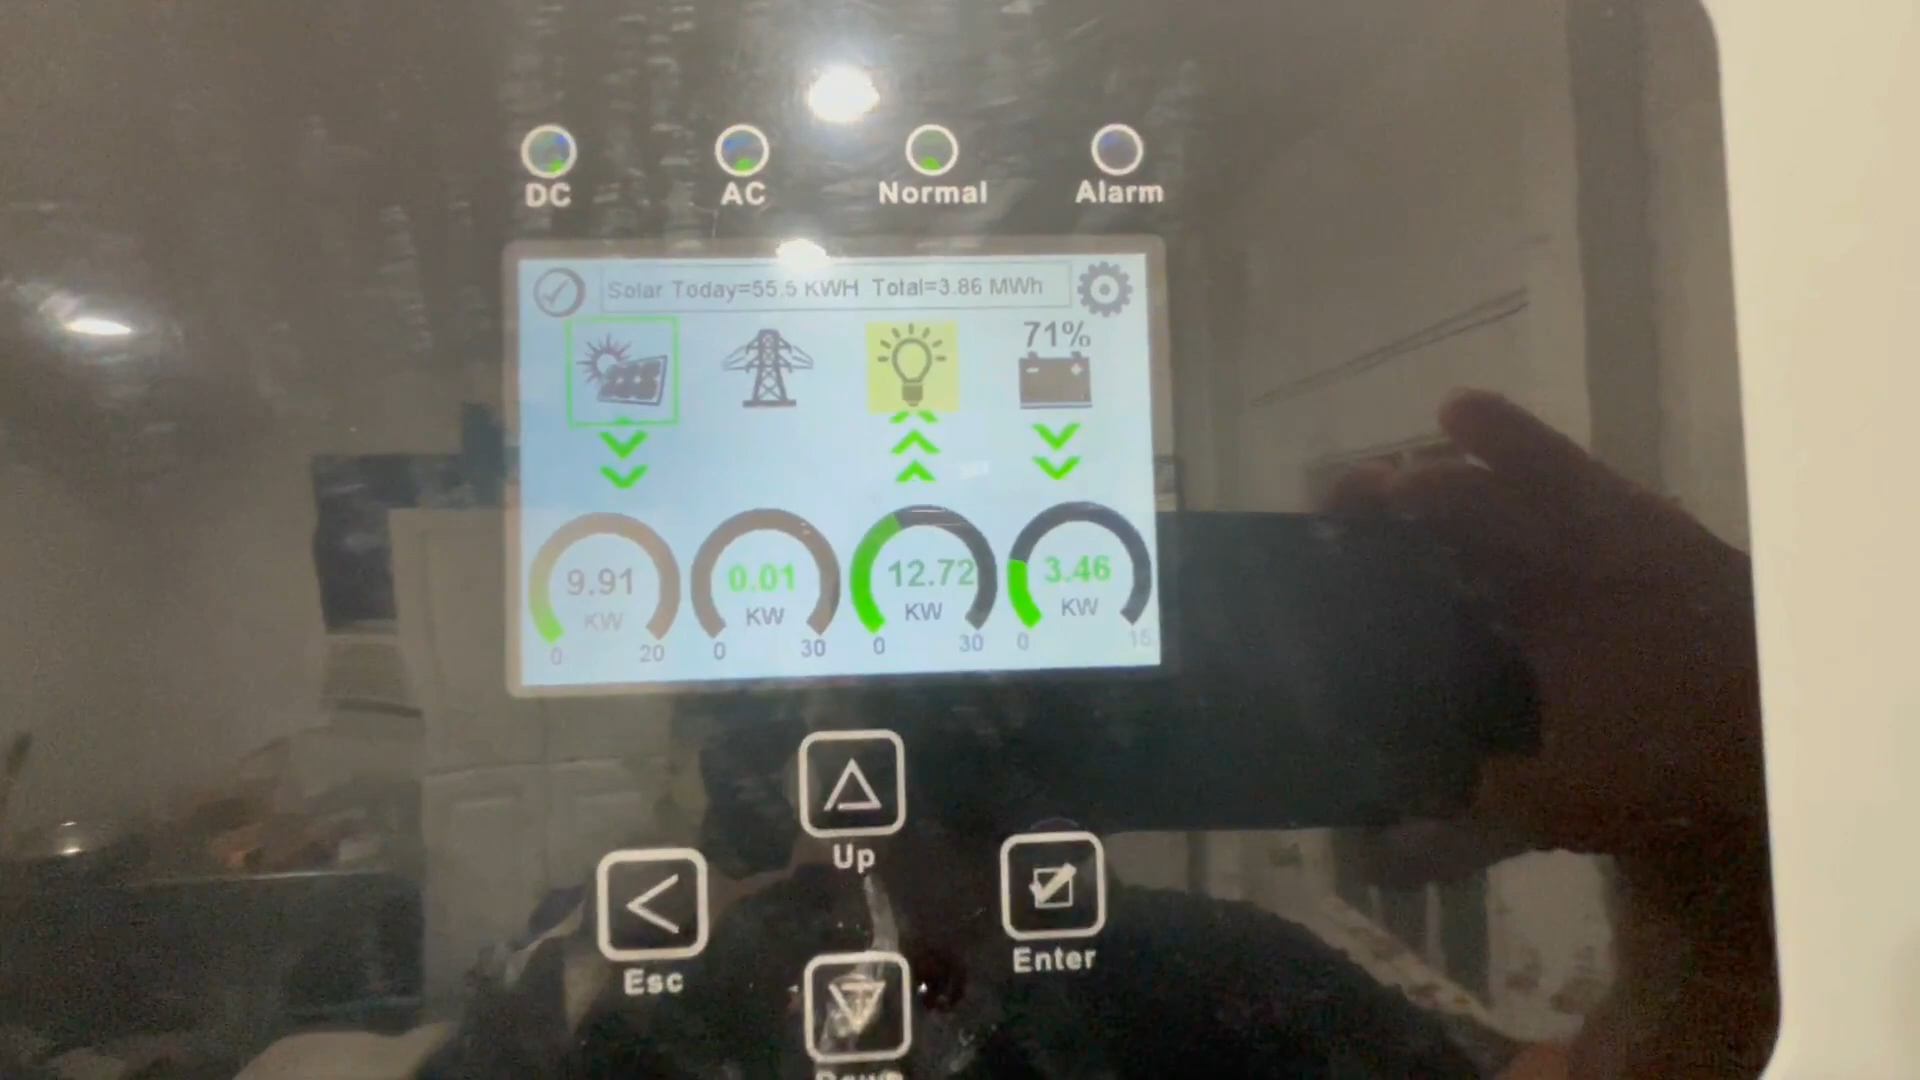 DC AC Normal Alarm
Solar Today=55.5 KWH Total=3.86 MWh
71%
9.91 0.01 12.72 3.46
KW KW KW KW
0 20 0 30 0 30 0 15
Up
Esc Enter
Down